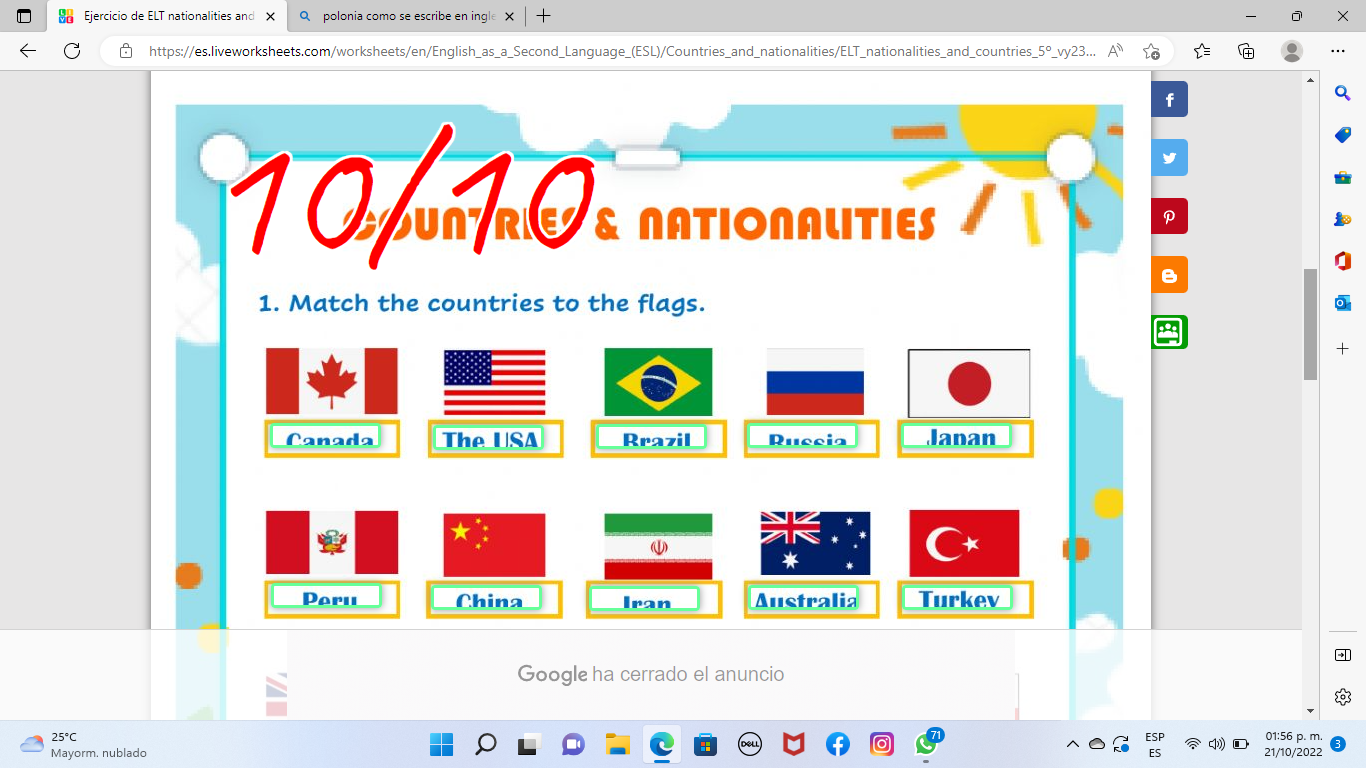 Ejercicio de ELT nationalities and
polonia como se escribe en ingle
https://es.liveworksheets.com/worksheets/en/English_as_a_Second_Language_(ESL)/Countries_and_nationalities/ELT_nationalities_and_countries_5º_vy23...
10/10
COUNTRIES & NATIONALITIES
1. Match the countries to the flags.
Canada The USA Brazil Russia Japan
Peru China Iran Australia Turkey
Google ha cerrado el anuncio
25°C
Mayorm. nublado
DELL
71
ESP
ES
01:56 p. m.
21/10/2022
3